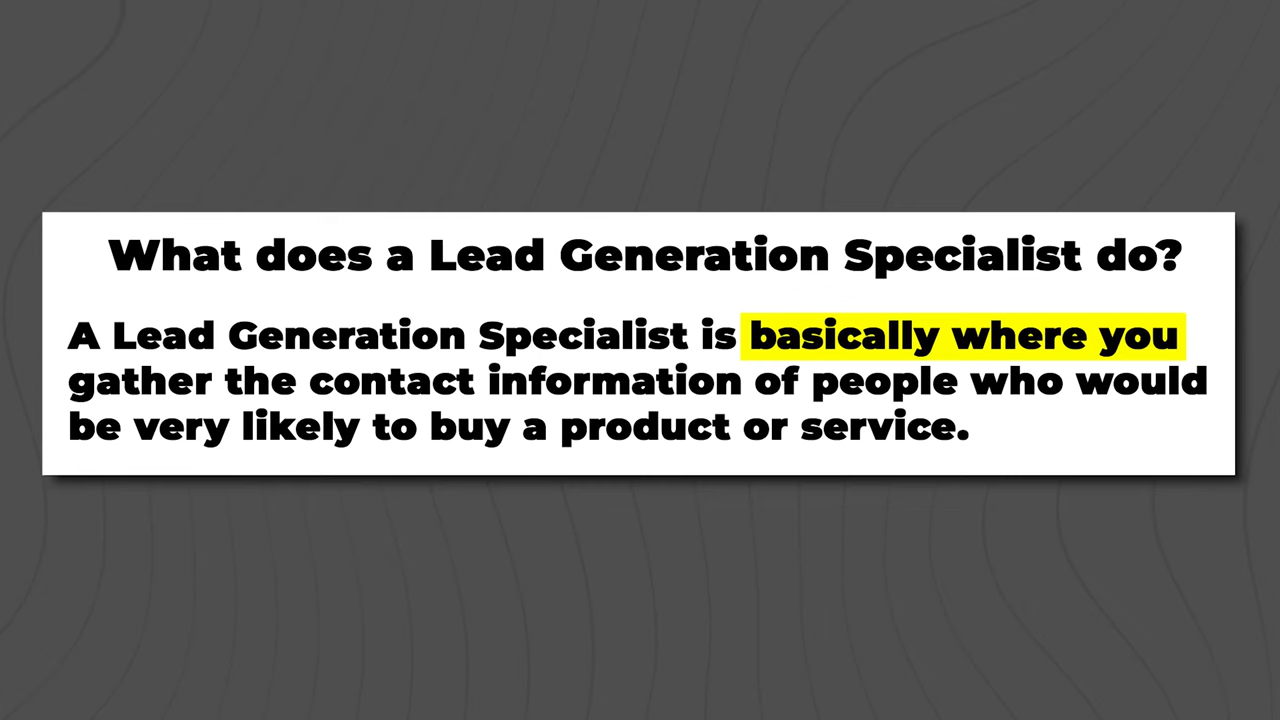 What does a Lead Generation Specialist do?
A Lead Generation Specialist is basically where you
gather the contact information of people who would
be very likely to buy a product or service.